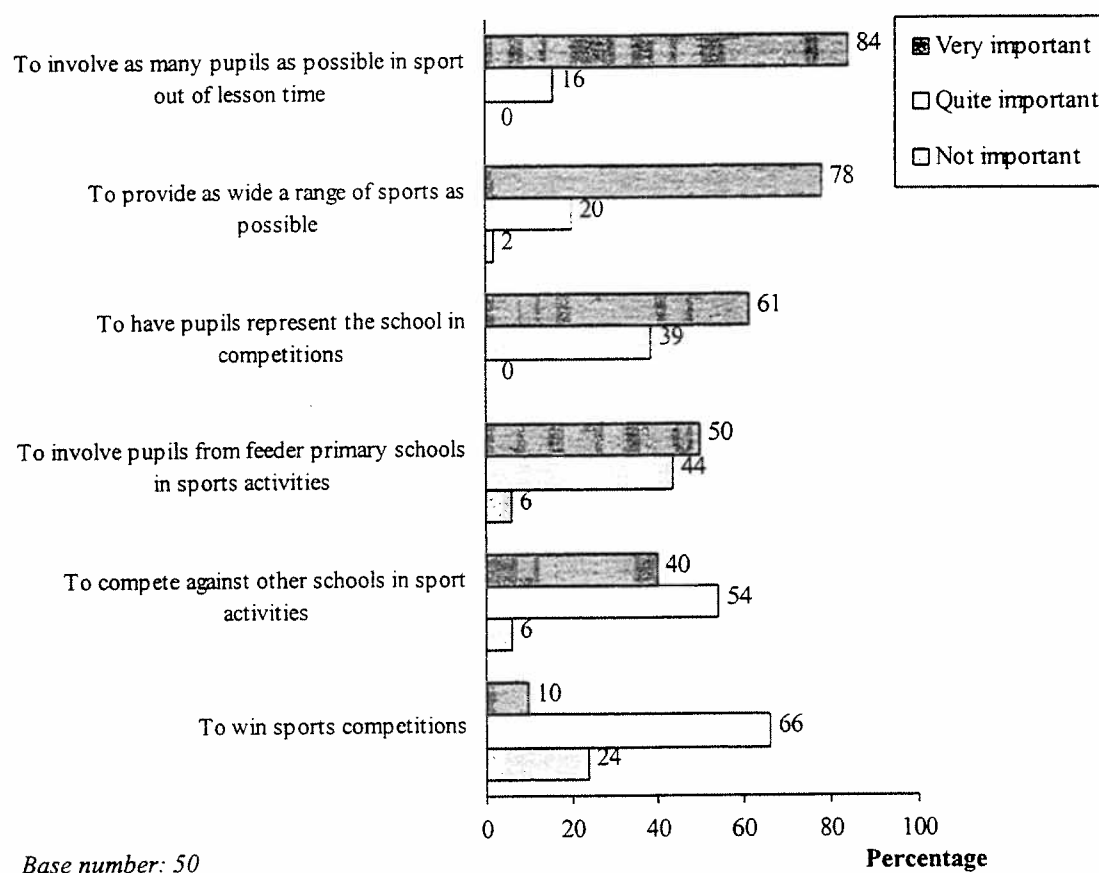 To involve as many pupils as possible in sport
out of lesson time
84
16
0
Very important
Quite important
Not important
To provide as wide a range of sports as
possible
78
20
2
To have pupils represent the school in
competitions
61
39
0
To involve pupils from feeder primary schools
in sports activities
50
44
6
To compete against other schools in sport
activities
40
54
6
To win sports competitions
10
66
24
0 20 40 60 80 100
Percentage
Base number: 50